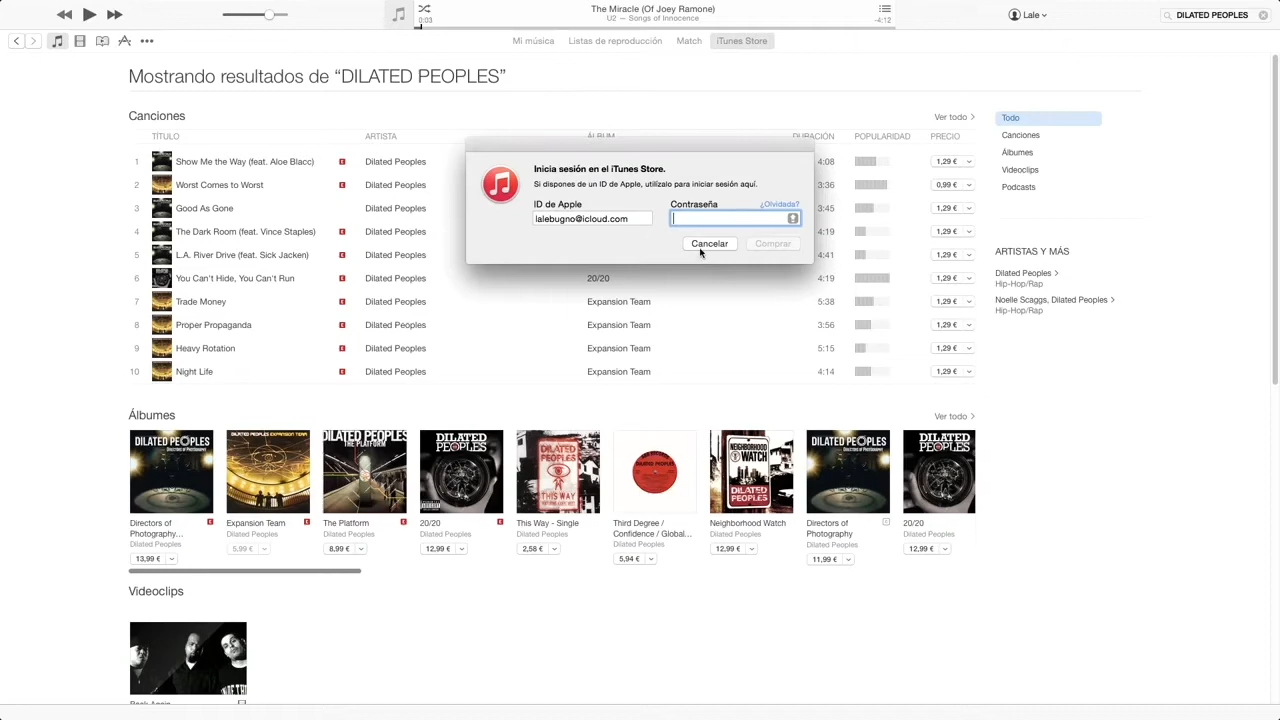 The Miracle (Of Joey Ramone)
U2 — Songs of Innocence
0:03
-4:12
Lale
DILATED PEOPLES
Mi música
Listas de reproducción
Match
iTunes Store
Mostrando resultados de “DILATED PEOPLES”
Canciones
Ver todo >
TÍTULO ARTISTA ÁLBUM DURACIÓN POPULARIDAD PRECIO
1 Show Me the Way (feat. Aloe Blacc) E Dilated Peoples 4:08 1,29 €
2 Worst Comes to Worst E Dilated Peoples 3:36 0,99 €
3 Good As Gone Dilated Peoples 3:45 1,29 €
4 The Dark Room (feat. Vince Staples) E Dilated Peoples 4:19 1,29 €
5 L.A. River Drive (feat. Sick Jacken) E Dilated Peoples 4:41 1,29 €
6 You Can't Hide, You Can't Run E Dilated Peoples 20/20 4:19 1,29 €
7 Trade Money E Dilated Peoples Expansion Team 5:38 1,29 €
8 Proper Propaganda E Dilated Peoples Expansion Team 3:56 1,29 €
9 Heavy Rotation E Dilated Peoples Expansion Team 5:15 1,29 €
10 Night Life E Dilated Peoples Expansion Team 4:14 1,29 €
Inicia sesión en el iTunes Store.
Si dispones de un ID de Apple, utilízalo para iniciar sesión aquí.
ID de Apple
Contraseña
¿Olvidada?
lalebugno@icloud.com
Cancelar
Comprar
Todo
Canciones
Álbumes
Videoclips
Podcasts
ARTISTAS Y MÁS
Dilated Peoples >
Hip-Hop/Rap
Noelle Scaggs, Dilated Peoples >
Hip-Hop/Rap
Álbumes
Ver todo >
Directors of
Photography...
Dilated Peoples
13,99 €
Expansion Team
Dilated Peoples
5,99 €
The Platform
Dilated Peoples
8,99 €
20/20
Dilated Peoples
12,99 €
This Way - Single
Dilated Peoples
2,58 €
Third Degree /
Confidence / Global...
Dilated Peoples
5,94 €
Neighborhood Watch
Dilated Peoples
12,99 €
Directors of
Photography
Dilated Peoples
11,99 €
20/20
Dilated Peoples
12,99 €
Videoclips